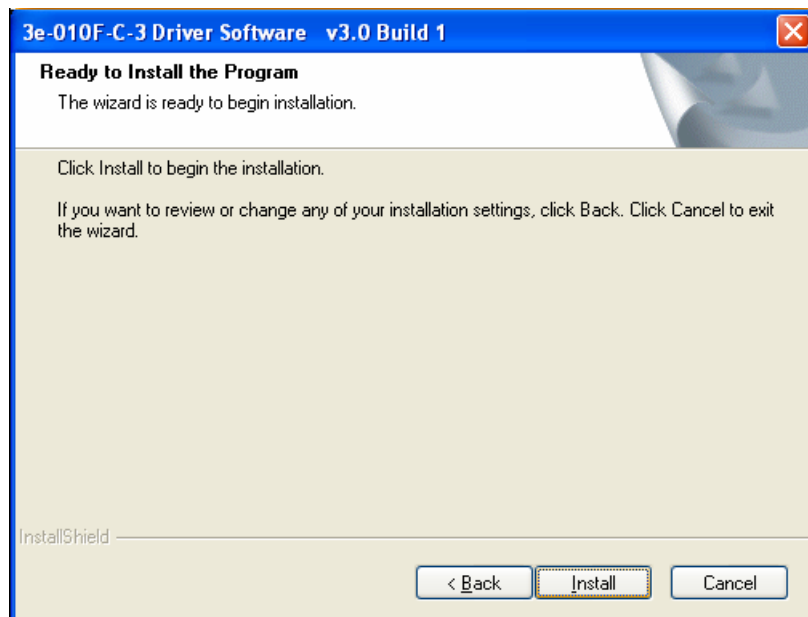 3e-010F-C-3 Driver Software v3.0 Build 1
Ready to Install the Program
The wizard is ready to begin installation.
Click Install to begin the installation.
If you want to review or change any of your installation settings, click Back. Click Cancel to exit
the wizard.
InstallShield
< Back Install Cancel